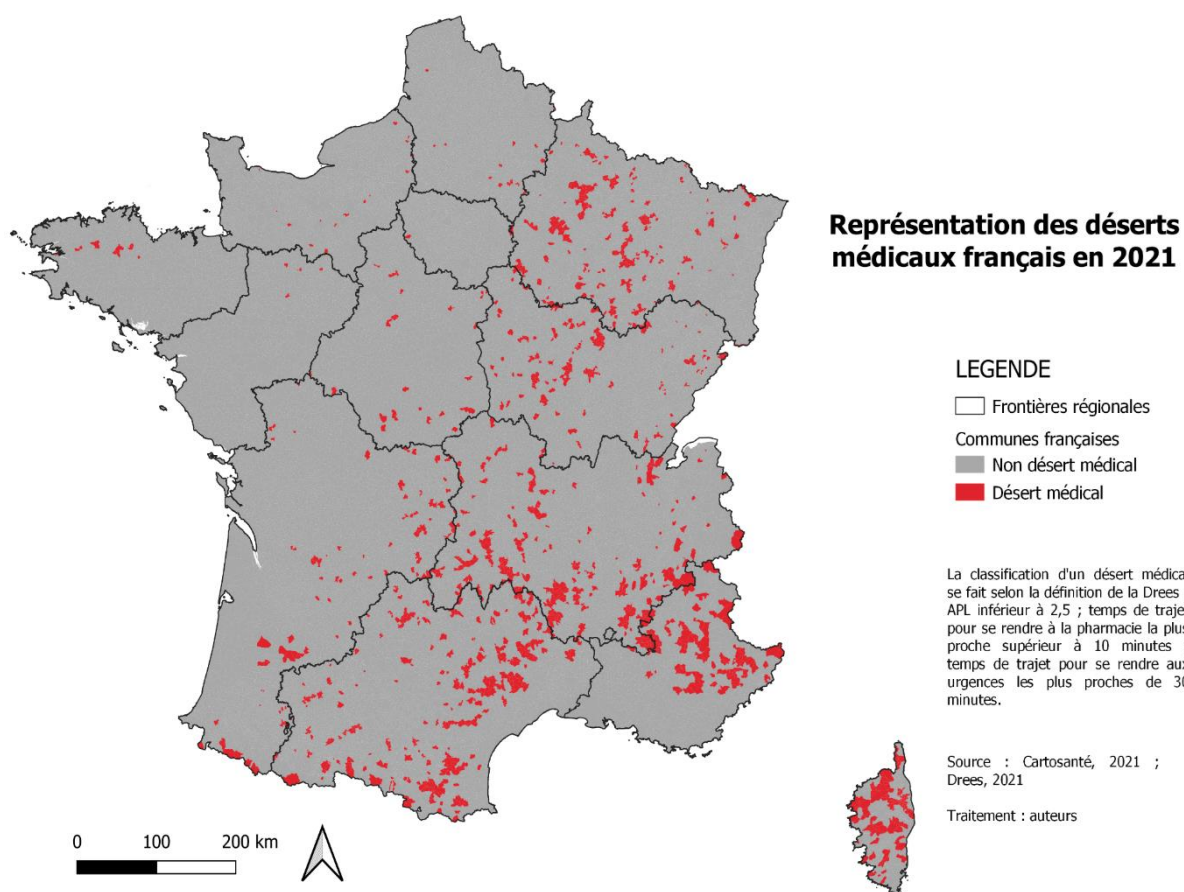 Représentation des déserts
médicaux français en 2021
LEGENDE
Frontières régionales
Communes françaises
Non désert médical
Désert médical
La classification d'un désert médical
se fait selon la définition de la Drees
APL inférieur à 2,5 ; temps de traje
pour se rendre à la pharmacie la plus
proche supérieur à 10 minutes
temps de trajet pour se rendre aux
urgences les plus proches de 30
minutes.
Source : Cartosanté, 2021 ;
Drees, 2021
Traitement : auteurs
0 100 200 km